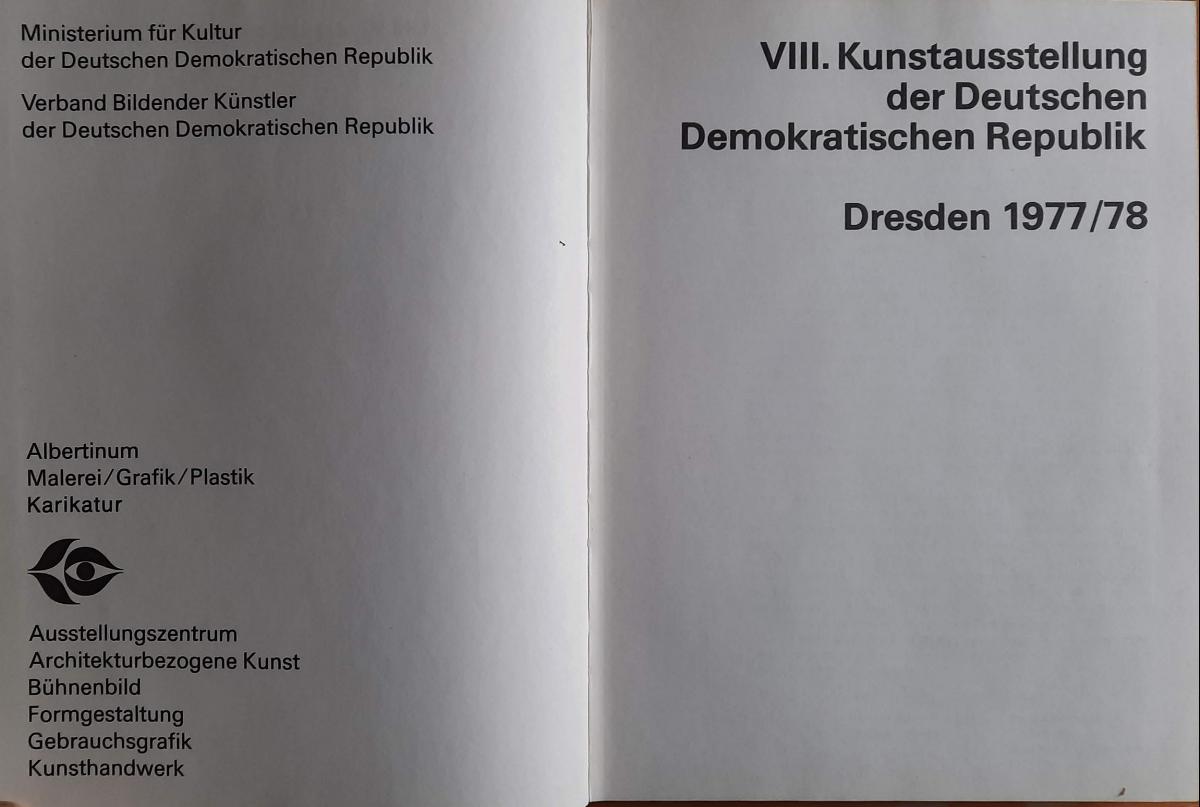 Ministerium für Kultur
der Deutschen Demokratischen Republik
Verband Bildender Künstler
der Deutschen Demokratischen Republik
Albertinum
Malerei/Grafik/Plastik
Karikatur
Ausstellungszentrum
Architekturbezogene Kunst
Bühnenbild
Formgestaltung
Gebrauchsgrafik
Kunsthandwerk
VIII. Kunstausstellung
der Deutschen
Demokratischen Republik
Dresden 1977/78